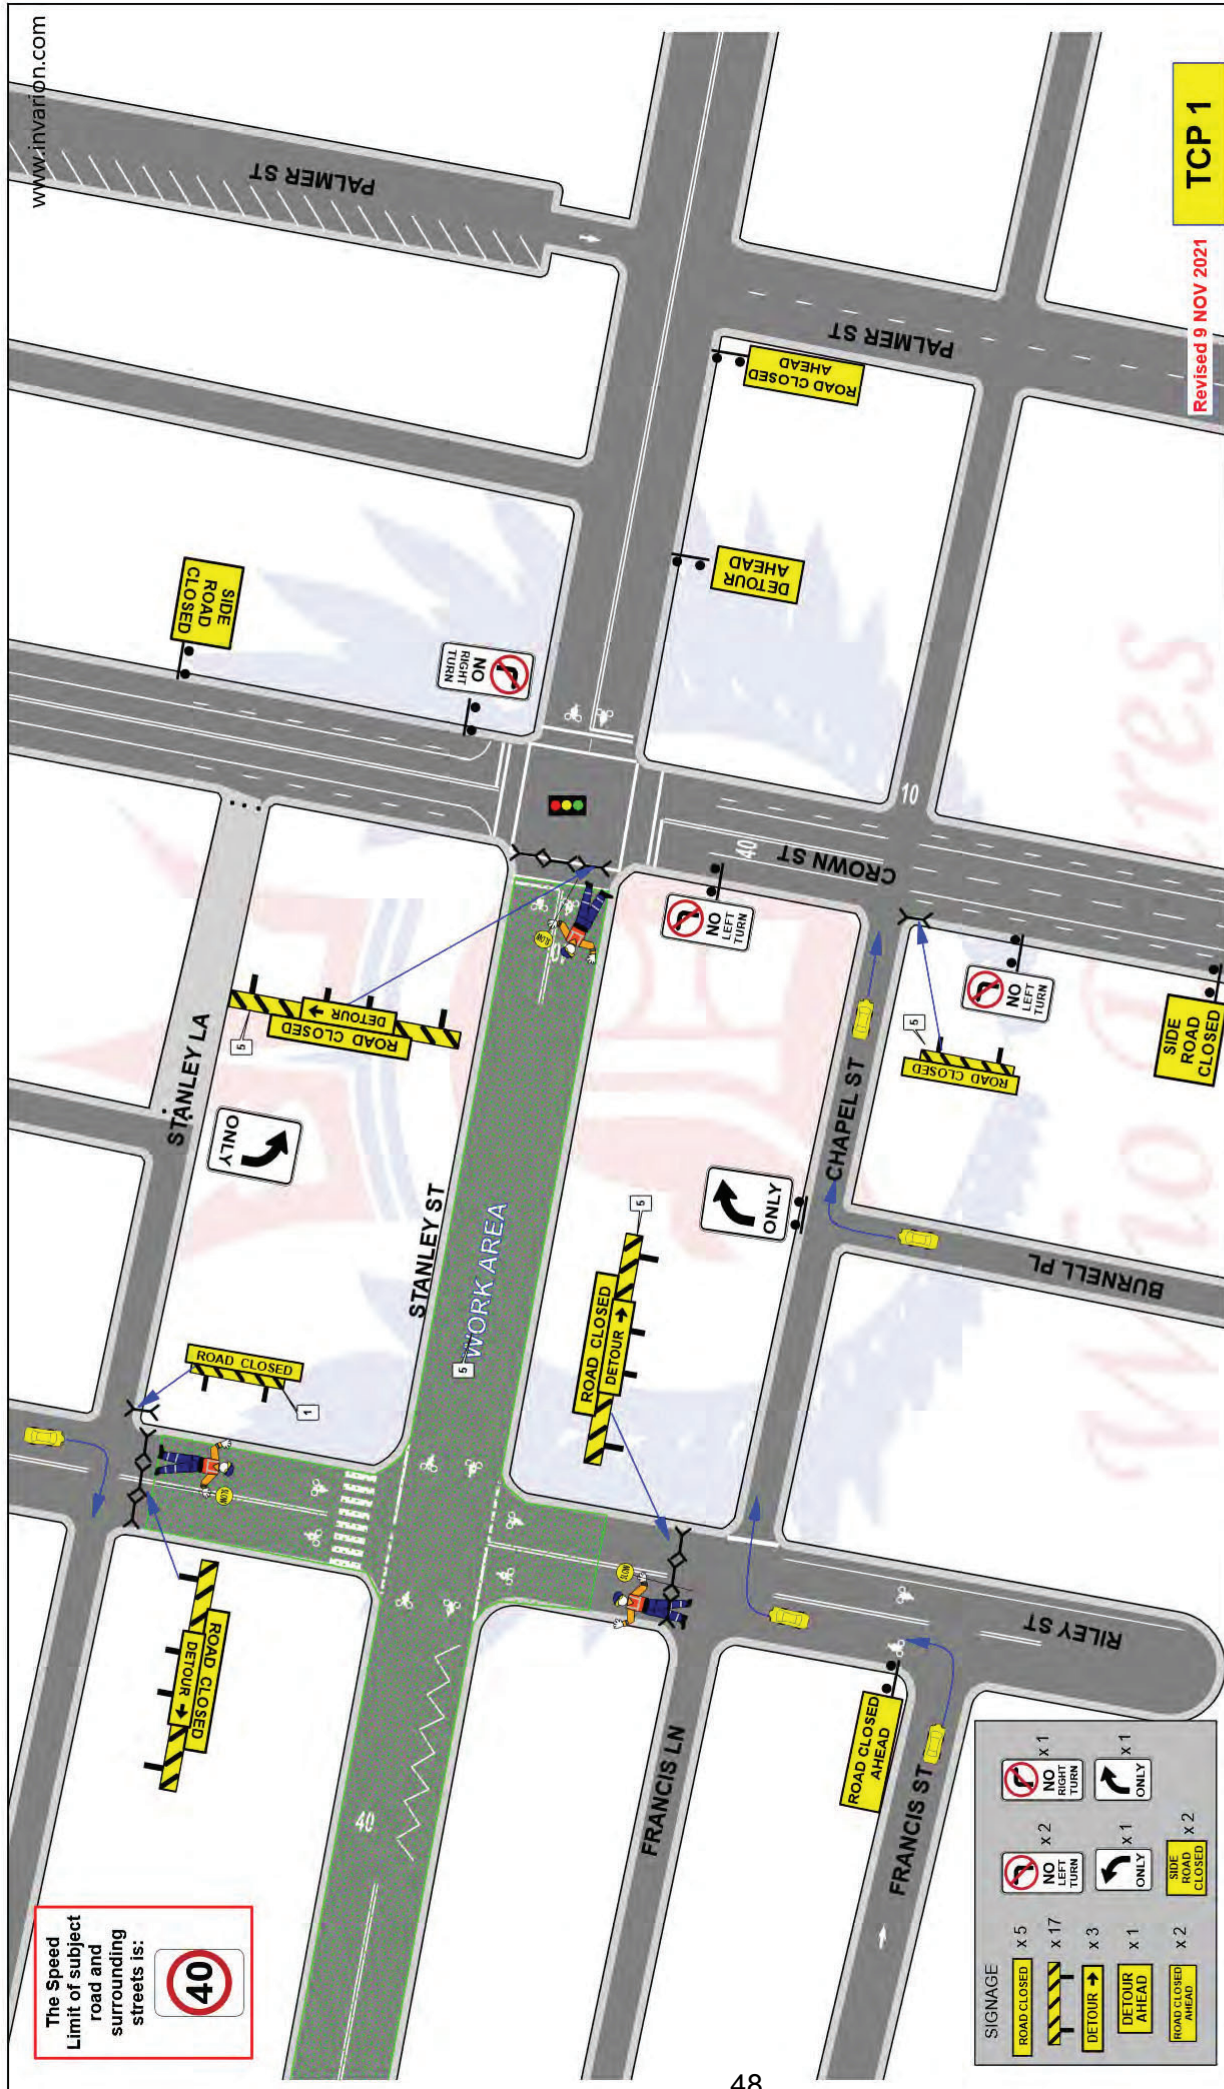 www.invarion.com
PALMER ST
TCP 1
Revised 9 NOV 2021
PALMER ST
ROAD CLOSED
AHEAD
DETOUR
AHEAD
SIDE
ROAD
CLOSED
NO
RIGHT
TURN
10
40
CROWN ST
NO
LEFT
TURN
NO
LEFT
TURN
SIDE
ROAD
CLOSED
5
ROAD CLOSED
SLOW
STANLEY LA
5
DETOUR
ROAD CLOSED
ONLY
STANLEY ST
WORK AREA
5
CHAPEL ST
ONLY
BURNELL PL
5
ROAD CLOSED
DETOUR
ROAD CLOSED
1
SLOW
SLOW
DETOUR
ROAD CLOSED
RILEY ST
ROAD CLOSED
AHEAD
FRANCIS LN
FRANCIS ST
40
The Speed
Limit of subject
road and
surrounding
streets is:
40
SIGNAGE
ROAD CLOSED x 5
x 17
DETOUR x 3
DETOUR
AHEAD x 1
ROAD CLOSED
AHEAD x 2
NO
LEFT
TURN x 2
ONLY x 1
SIDE
ROAD
CLOSED x 2
NO
RIGHT
TURN x 1
ONLY x 1
48